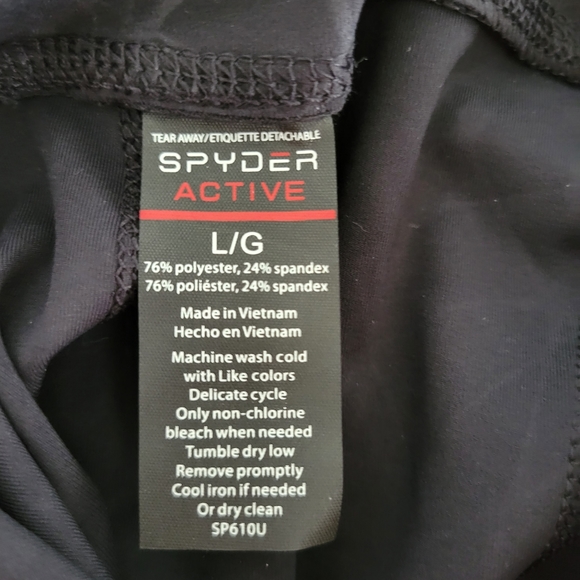 TEAR AWAY/ETIQUETTE DETACHABLE
SPYDER
ACTIVE
L/G
76% polyester, 24% spandex
76% poliéster, 24% spandex
Made in Vietnam
Hecho en Vietnam
Machine wash cold
with Like colors
Delicate cycle
Only non-chlorine
bleach when needed
Tumble dry low
Remove promptly
Cool iron if needed
Or dry clean
SP610U